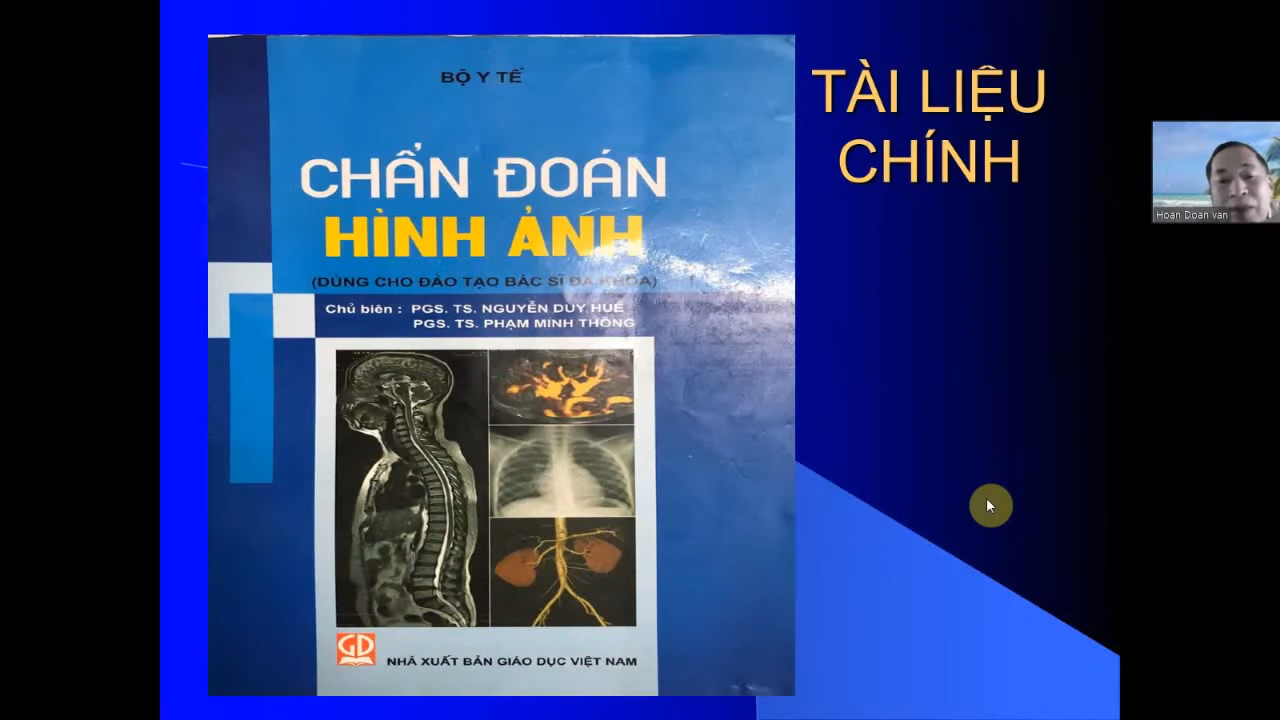 BỘ Y TẾ
CHẨN ĐOÁN
HÌNH ẢNH
(DÙNG CHO ĐÀO TẠO BÁC SĨ ĐA KHOA)
Chủ biên : PGS. TS. NGUYỄN DUY HUỀ
PGS. TS. PHẠM MINH THÔNG
GD
NHÀ XUẤT BẢN GIÁO DỤC VIỆT NAM
TÀI LIỆU
CHÍNH
Hoan Doan van